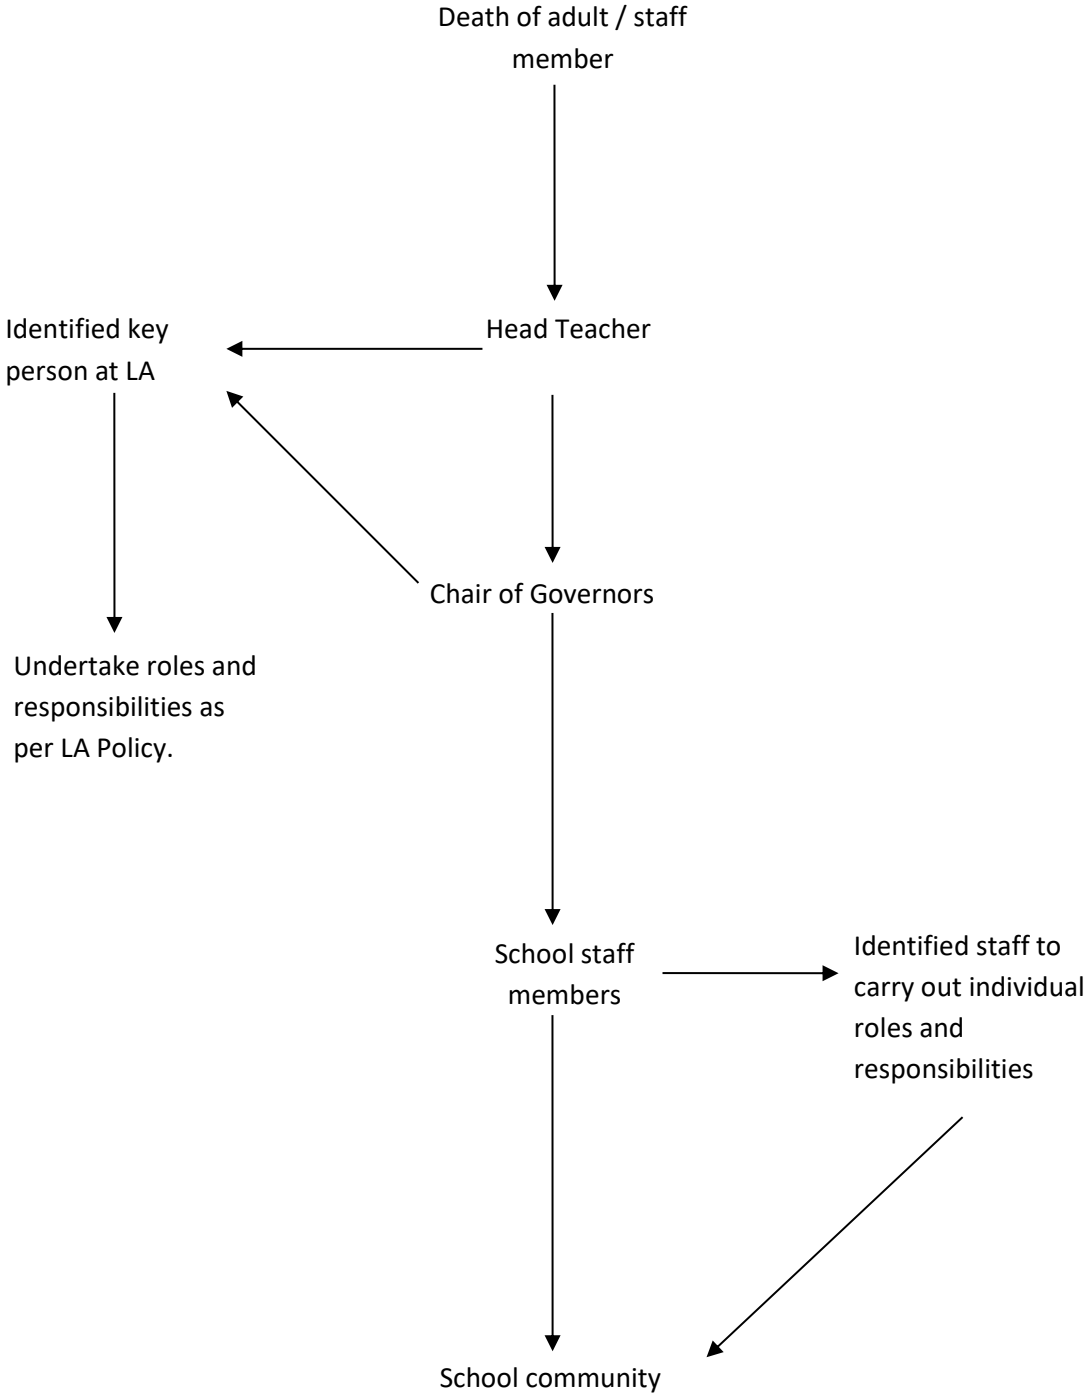 Death of adult / staff
member
Identified key
person at LA
Head Teacher
Chair of Governors
Undertake roles and
responsibilities as
per LA Policy.
School staff
members
Identified staff to
carry out individual
roles and
responsibilities
School community